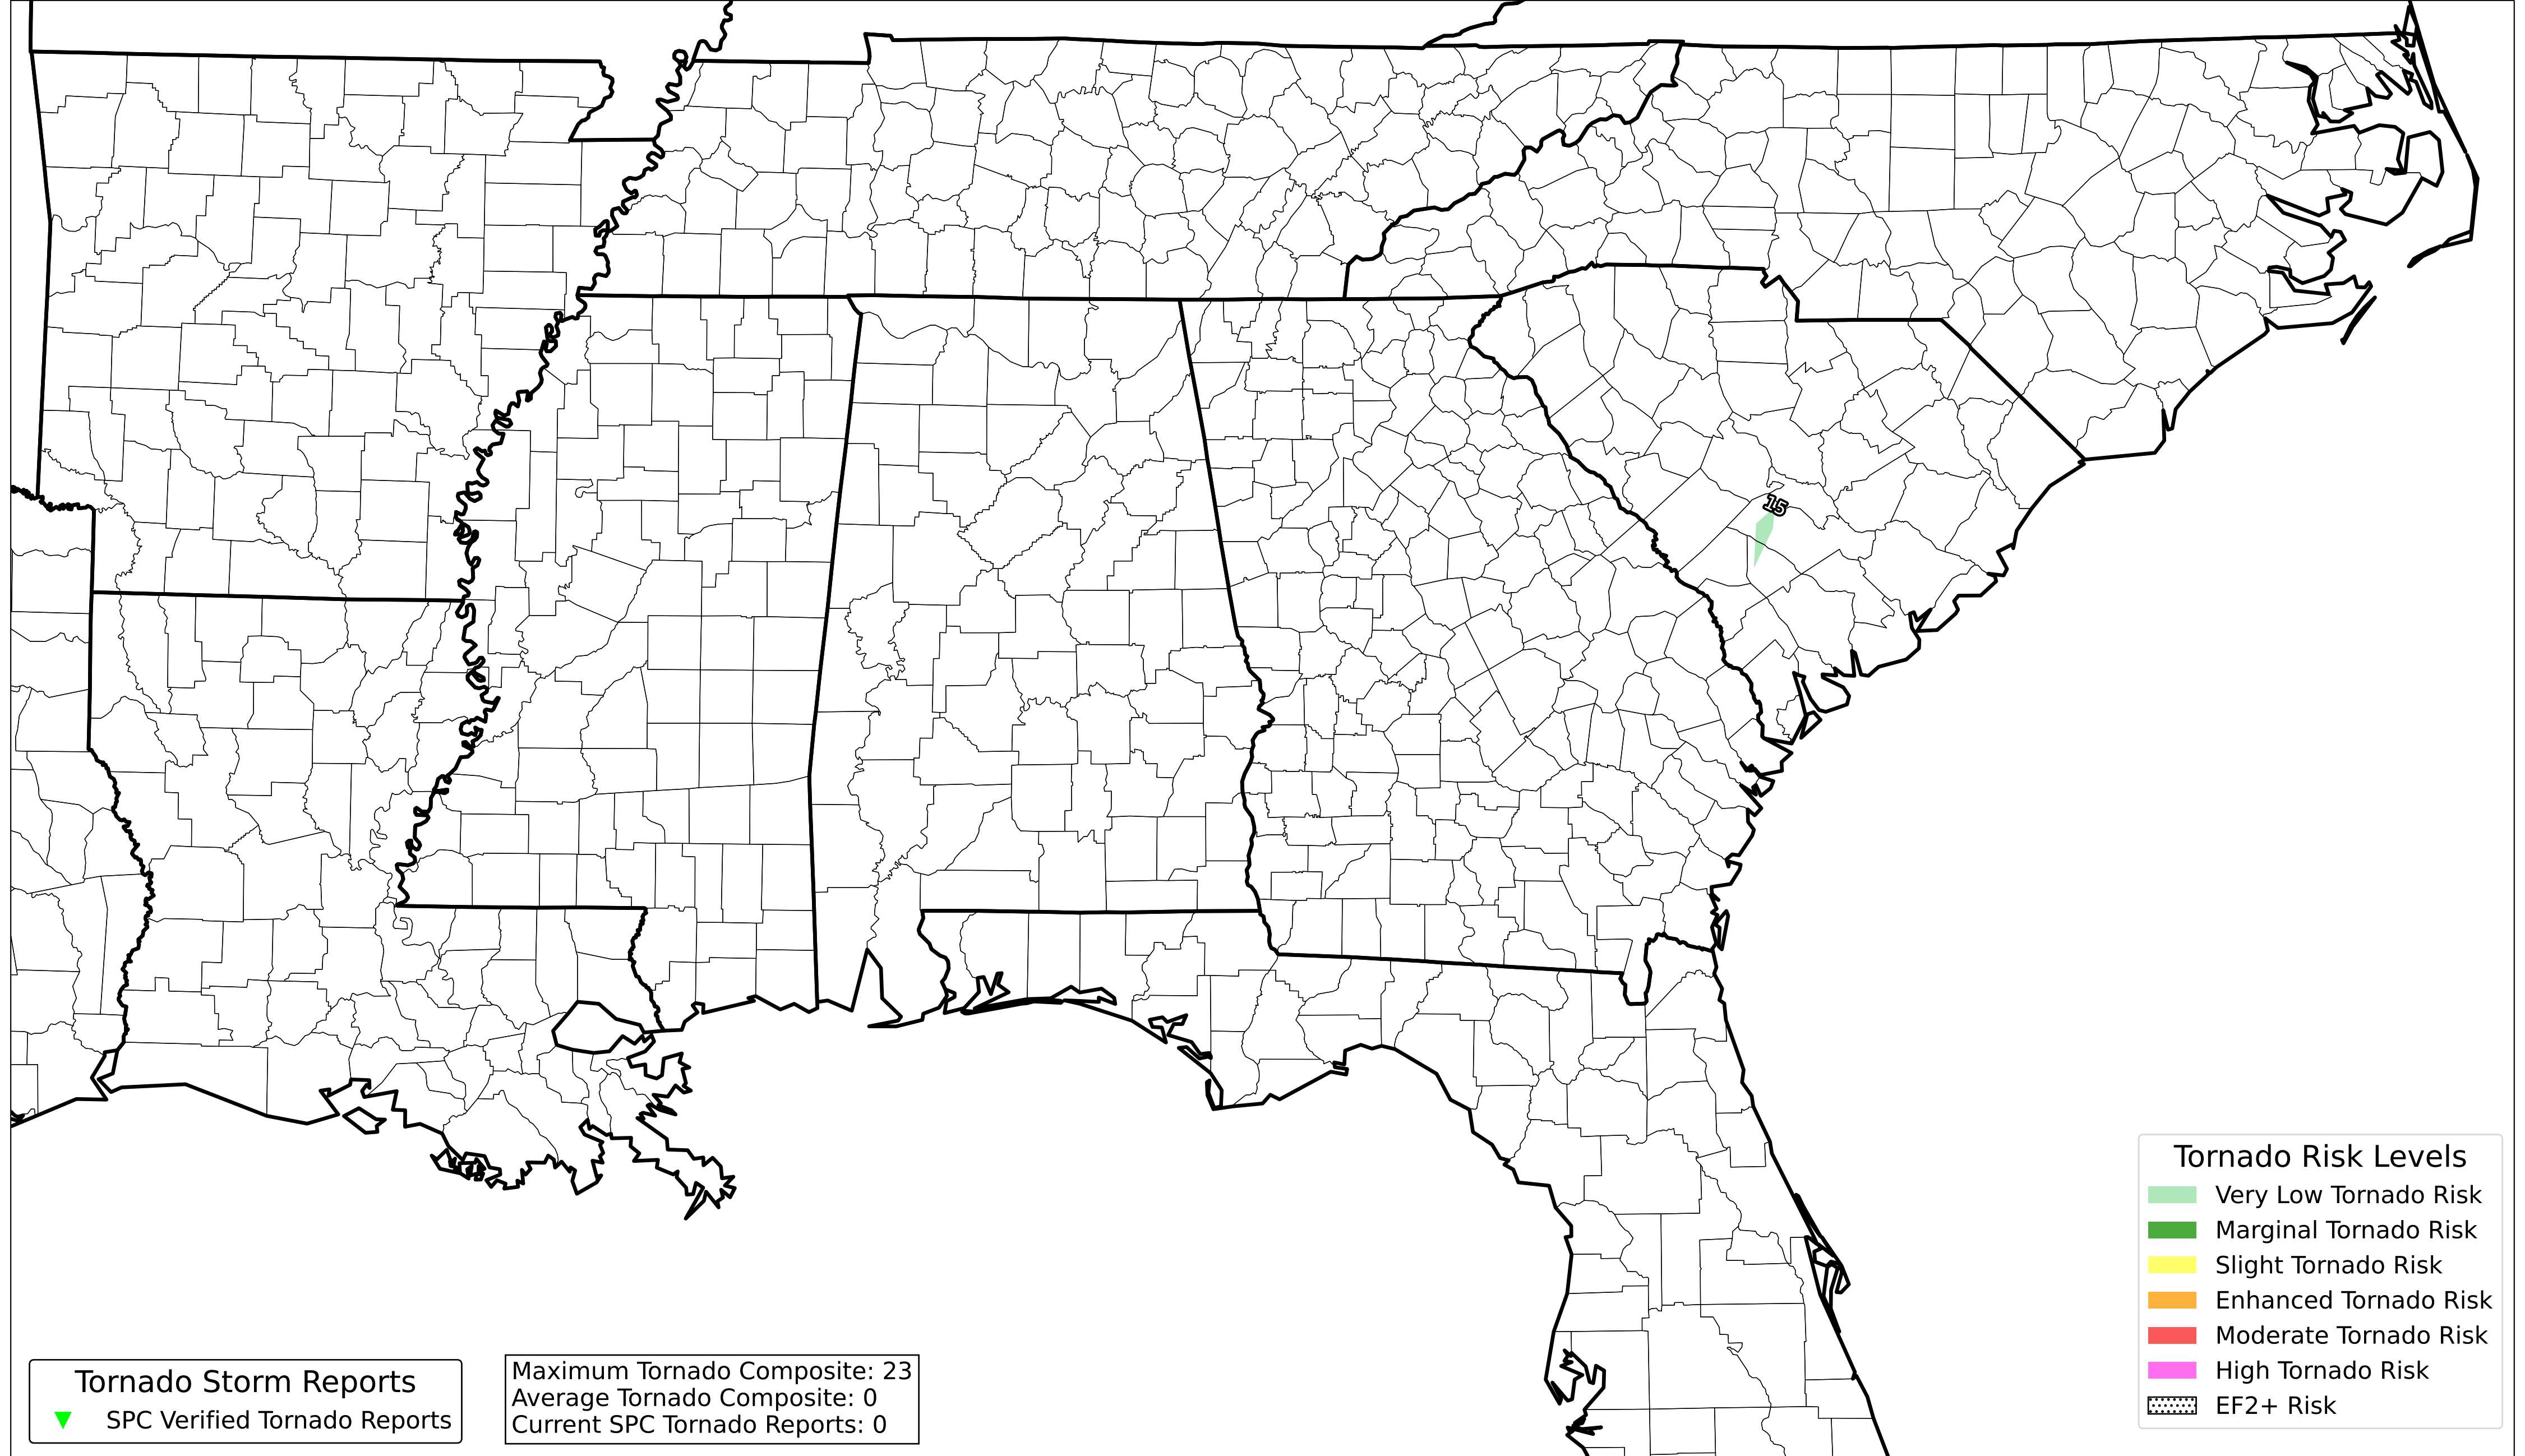 15
Tornado Risk Levels
Very Low Tornado Risk
Marginal Tornado Risk
Slight Tornado Risk
Enhanced Tornado Risk
Moderate Tornado Risk
High Tornado Risk
EF2+ Risk
Tornado Storm Reports
SPC Verified Tornado Reports
Maximum Tornado Composite: 23
Average Tornado Composite: 0
Current SPC Tornado Reports: 0